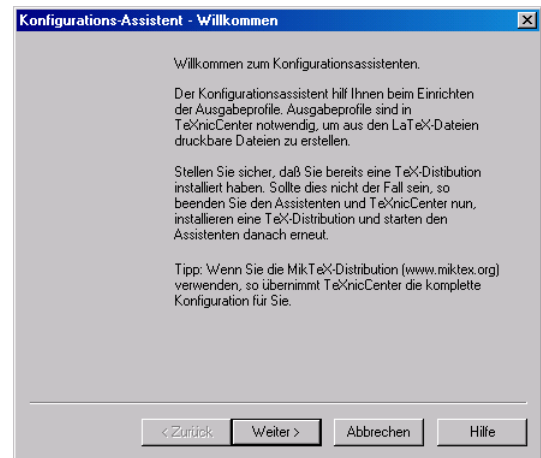 Konfigurations-Assistent - Willkommen
Willkommen zum Konfigurationsassistenten.
Der Konfigurationsassistent hilf Ihnen beim Einrichten
der Ausgabeprofile. Ausgabeprofile sind in
TeXnicCenter notwendig, um aus den LaTeX-Dateien
druckbare Dateien zu erstellen.
Stellen Sie sicher, daß Sie bereits eine TeX-Distibution
installiert haben. Sollte dies nicht der Fall sein, so
beenden Sie den Assistenten und TeXnicCenter nun,
installieren eine TeX-Distribution und starten den
Assistenten danach erneut.
Tipp: Wenn Sie die MikTeX-Distribution (www.miktex.org)
verwenden, so übernimmt TeXnicCenter die komplette
Konfiguration für Sie.
< Zurück Weiter > Abbrechen Hilfe